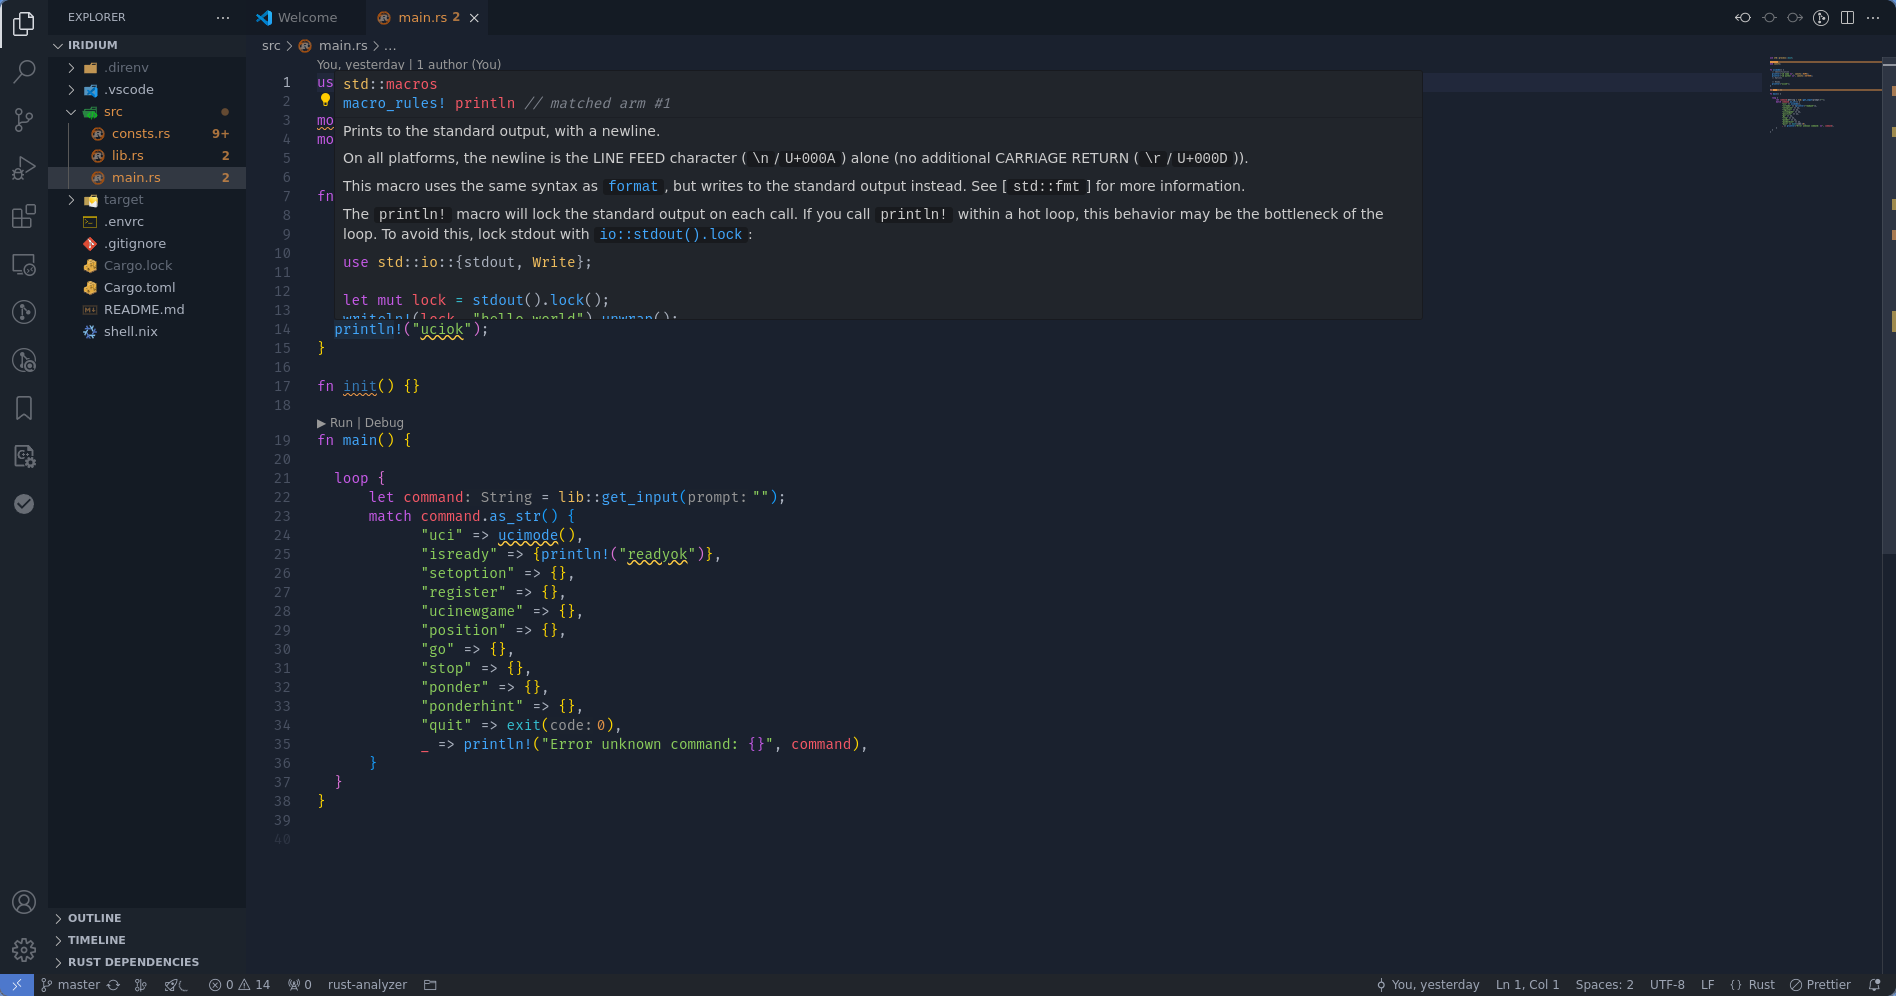 EXPLORER
IRIDIUM
.direnv
.vscode
src
consts.rs 9+
lib.rs 2
main.rs 2
target
.envrc
.gitignore
Cargo.lock
Cargo.toml
README.md
shell.nix
OUTLINE
TIMELINE
RUST DEPENDENCIES
Welcome
main.rs 2
src > main.rs > ...
You, yesterday | 1 author (You)
1 us
2
3 mo
4 mo
5
6
7 fn
8
9
10
11
12
13
std::macros
macro_rules! println // matched arm #1
Prints to the standard output, with a newline.
On all platforms, the newline is the LINE FEED character ( \n / U+000A ) alone (no additional CARRIAGE RETURN ( \r / U+000D )).
This macro uses the same syntax as format , but writes to the standard output instead. See [ std::fmt ] for more information.
The println! macro will lock the standard output on each call. If you call println! within a hot loop, this behavior may be the bottleneck of the
loop. To avoid this, lock stdout with io::stdout().lock :
use std::io::{stdout, Write};
let mut lock = stdout().lock();
writeln!(lock, "hello world").unwrap();
14 println!("uciok");
15 }
16
17 fn init() {}
18
▶ Run | Debug
19 fn main() {
20
21 loop {
22 let command: String = lib::get_input(prompt: "");
23 match command.as_str() {
24 "uci" => ucimode(),
25 "isready" => {println!("readyok")},
26 "setoption" => {},
27 "register" => {},
28 "ucinewgame" => {},
29 "position" => {},
30 "go" => {},
31 "stop" => {},
32 "ponder" => {},
33 "ponderhint" => {},
34 "quit" => exit(code: 0),
35 _ => println!("Error unknown command: {}", command),
36 }
37 }
38 }
39
40
master 0 14 0 rust-analyzer You, yesterday Ln 1, Col 1 Spaces: 2 UTF-8 LF {} Rust Prettier